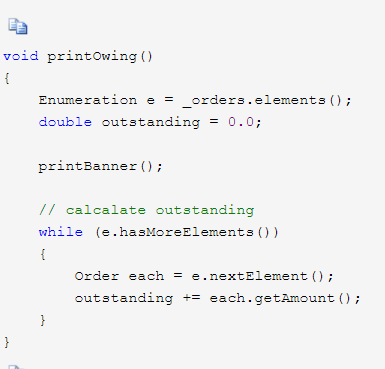 void printOwing()
{
    Enumeration e = _orders.elements();
    double outstanding = 0.0;

    printBanner();

    // calcalate outstanding
    while (e.hasMoreElements())
    {
        Order each = e.nextElement();
        outstanding += each.getAmount();
    }
}